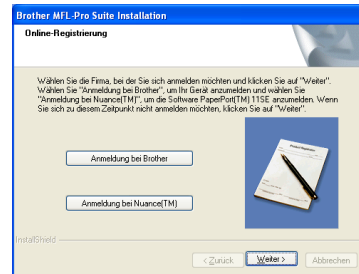 Brother MFL-Pro Suite Installation
Online-Registrierung
Wählen Sie die Firma, bei der Sie sich anmelden möchten und klicken Sie auf "Weiter".
Wählen Sie "Anmeldung bei Brother", um Ihr Gerät anzumelden und wählen Sie
"Anmeldung bei Nuance(TM)", um die Software PaperPort(TM) 11SE anzumelden. Wenn
Sie sich zu diesem Zeitpunkt nicht anmelden möchten, klicken Sie auf "Weiter".
Anmeldung bei Brother
Product Registration
Anmeldung bei Nuance(TM)
InstallShield
< Zurück
Weiter >
Abbrechen